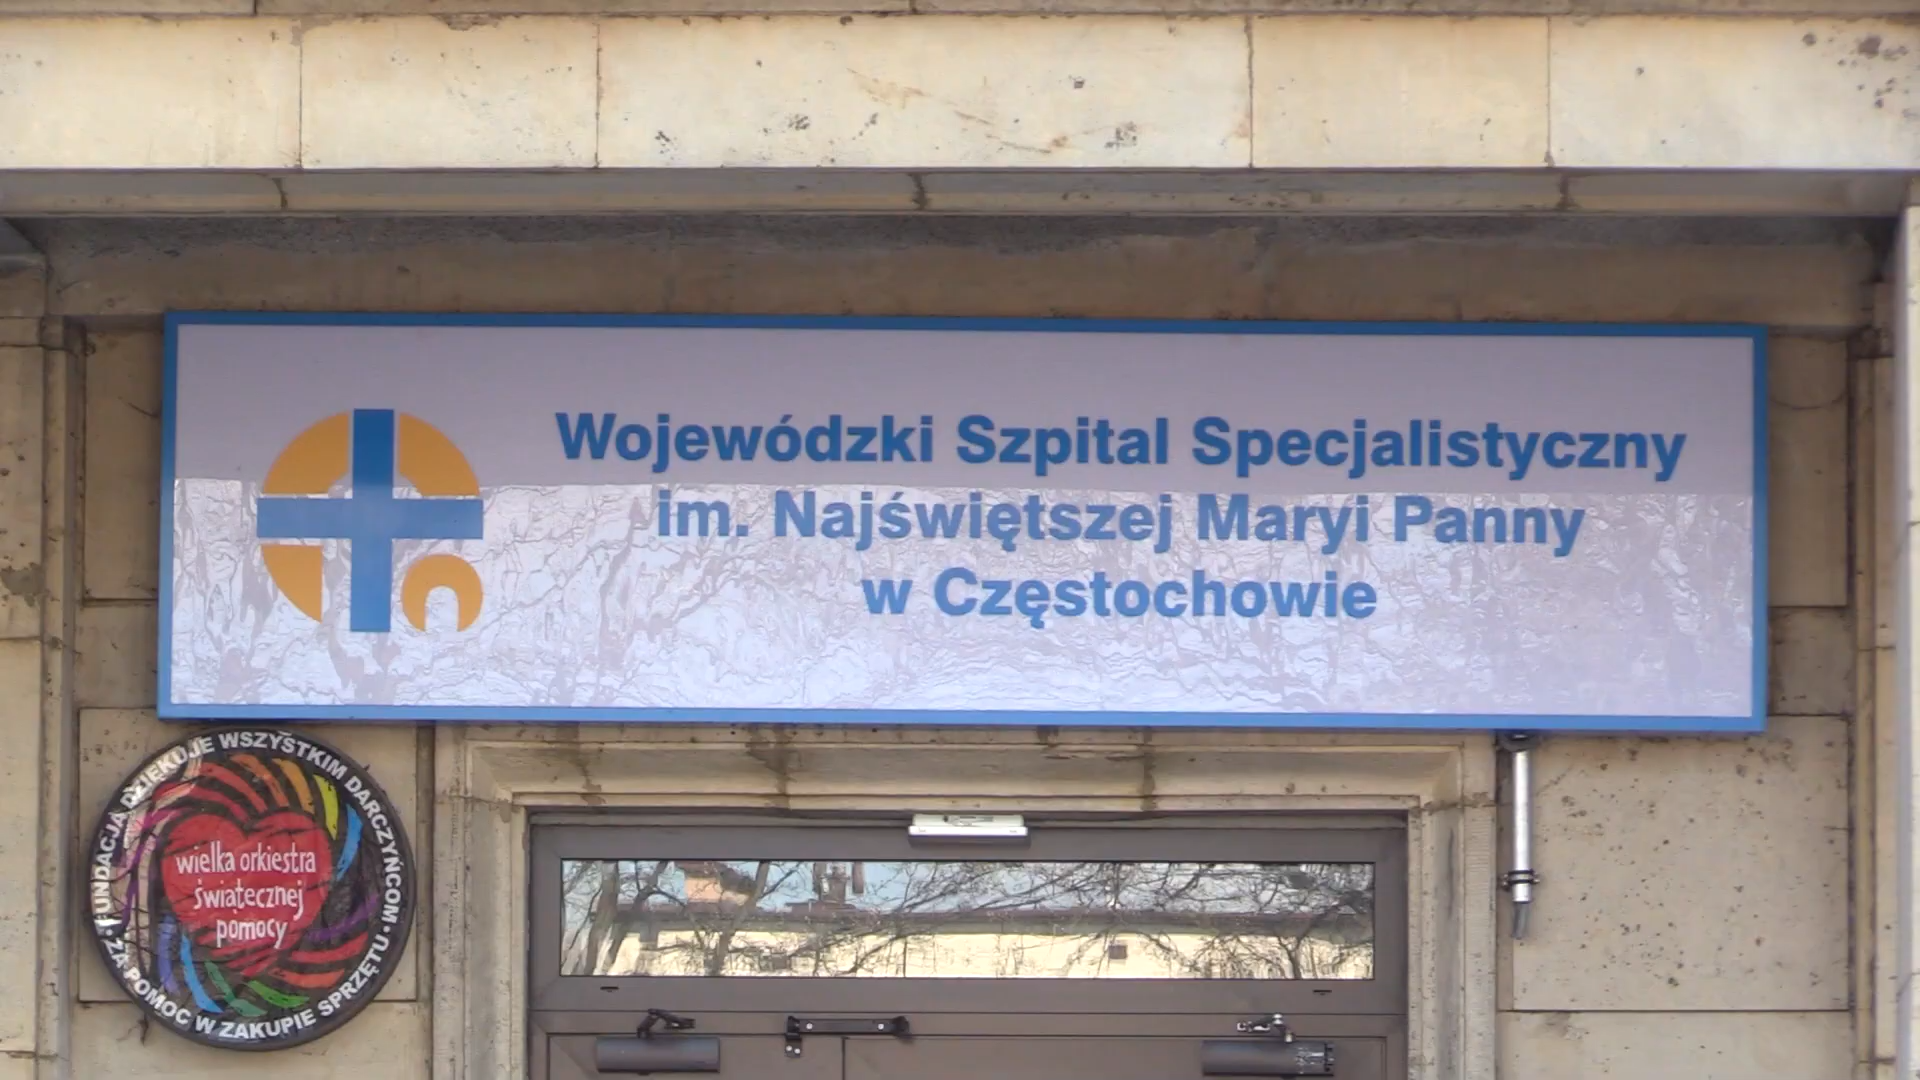 Wojewódzki Szpital Specjalistyczny
im. Najświętszej Maryi Panny
w Częstochowie
FUNDACJA DZIĘKUJE WSZYSTKIM DARCZYŃCOM
ZA POMOC W ZAKUPIE SPRZĘTU
wielka orkiestra
świątecznej
pomocy